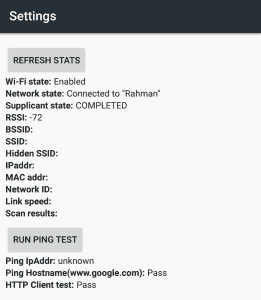 Settings
REFRESH STATS
Wi-Fi state: Enabled
Network state: Connected to "Rahman"
Supplicant state: COMPLETED
RSSI: -72
BSSID:
SSID:
Hidden SSID:
IPaddr:
MAC addr:
Network ID:
Link speed:
Scan results:
RUN PING TEST
Ping IpAddr: unknown
Ping Hostname(www.google.com): Pass
HTTP Client test: Pass